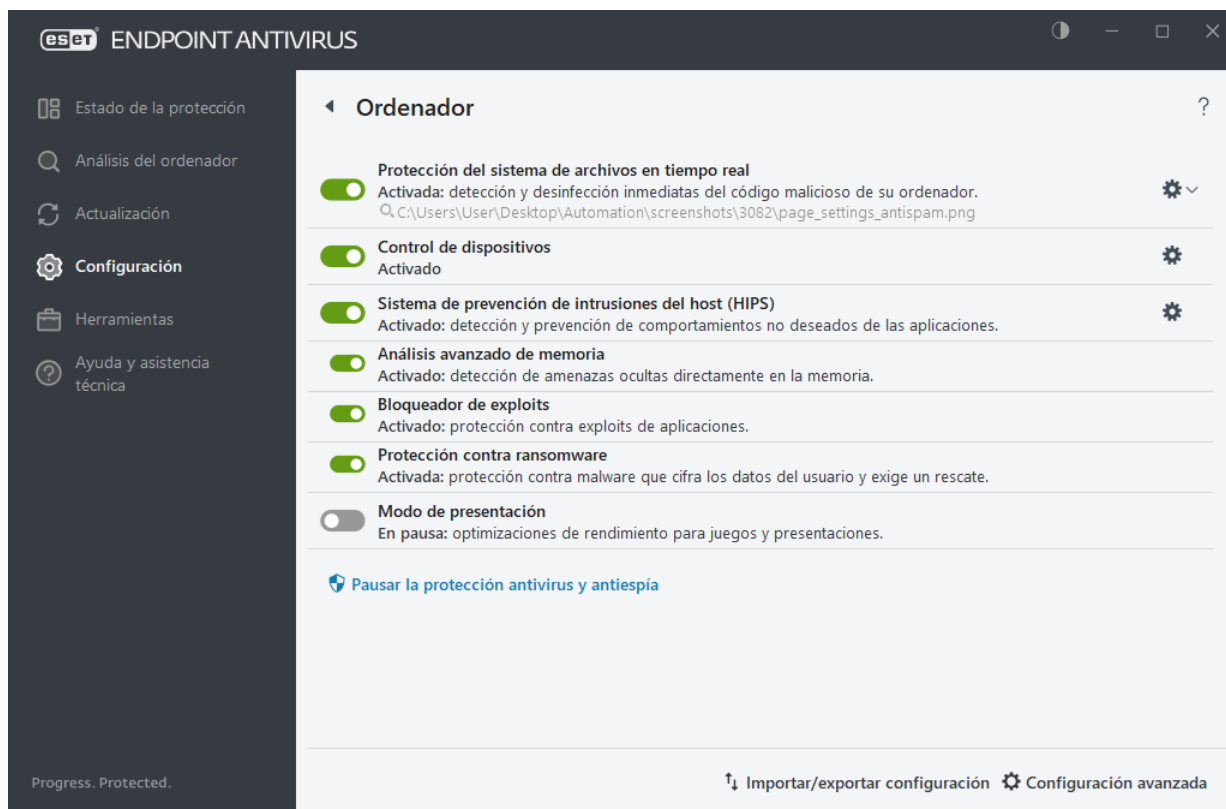 eset ENDPOINT ANTIVIRUS
Estado de la protección
Análisis del ordenador
Actualización
Configuración
Herramientas
Ayuda y asistencia
técnica
Progress. Protected.
Ordenador
?
Protección del sistema de archivos en tiempo real
Activada: detección y desinfección inmediatas del código malicioso de su ordenador.
C:\Users\User\Desktop\Automation\screenshots\3082\page_settings_antispam.png
Control de dispositivos
Activado
Sistema de prevención de intrusiones del host (HIPS)
Activado: detección y prevención de comportamientos no deseados de las aplicaciones.
Análisis avanzado de memoria
Activado: detección de amenazas ocultas directamente en la memoria.
Bloqueador de exploits
Activado: protección contra exploits de aplicaciones.
Protección contra ransomware
Activada: protección contra malware que cifra los datos del usuario y exige un rescate.
Modo de presentación
En pausa: optimizaciones de rendimiento para juegos y presentaciones.
Pausar la protección antivirus y antiespía
Importar/exportar configuración Configuración avanzada